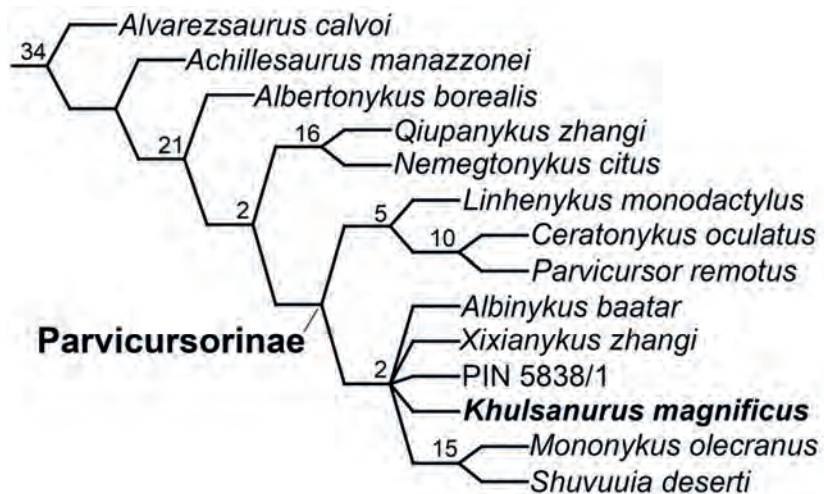 Alvarezsaurus calvoi
34
Achillesaurus manazzonei
Albertonykus borealis
21
Qiupanykus zhangi
16
Nemegtonykus citus
2
Linhenykus monodactylus
5
Ceratonykus oculatus
10
Parvicursor remotus
Albinykus baatar
Parvicursorinae
Xixianykus zhangi
2
PIN 5838/1
Khulsanurus magnificus
Mononykus olecranus
15
Shuvuuia deserti